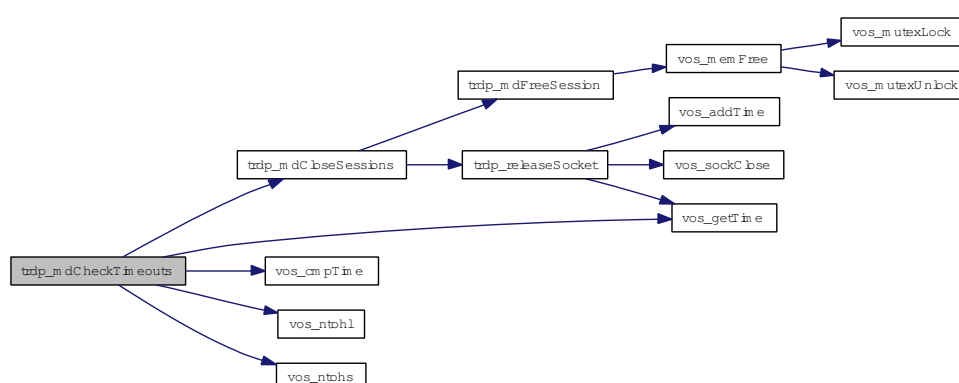 vos_mutexLock
vos_memFree
trdp_mdFreeSession
vos_mutexUnlock
vos_addTime
trdp_mdCloseSessions
trdp_releaseSocket
vos_sockClose
vos_getTime
trdp_mdCheckTimeouts
vos_cmpTime
vos_ntohl
vos_ntohs